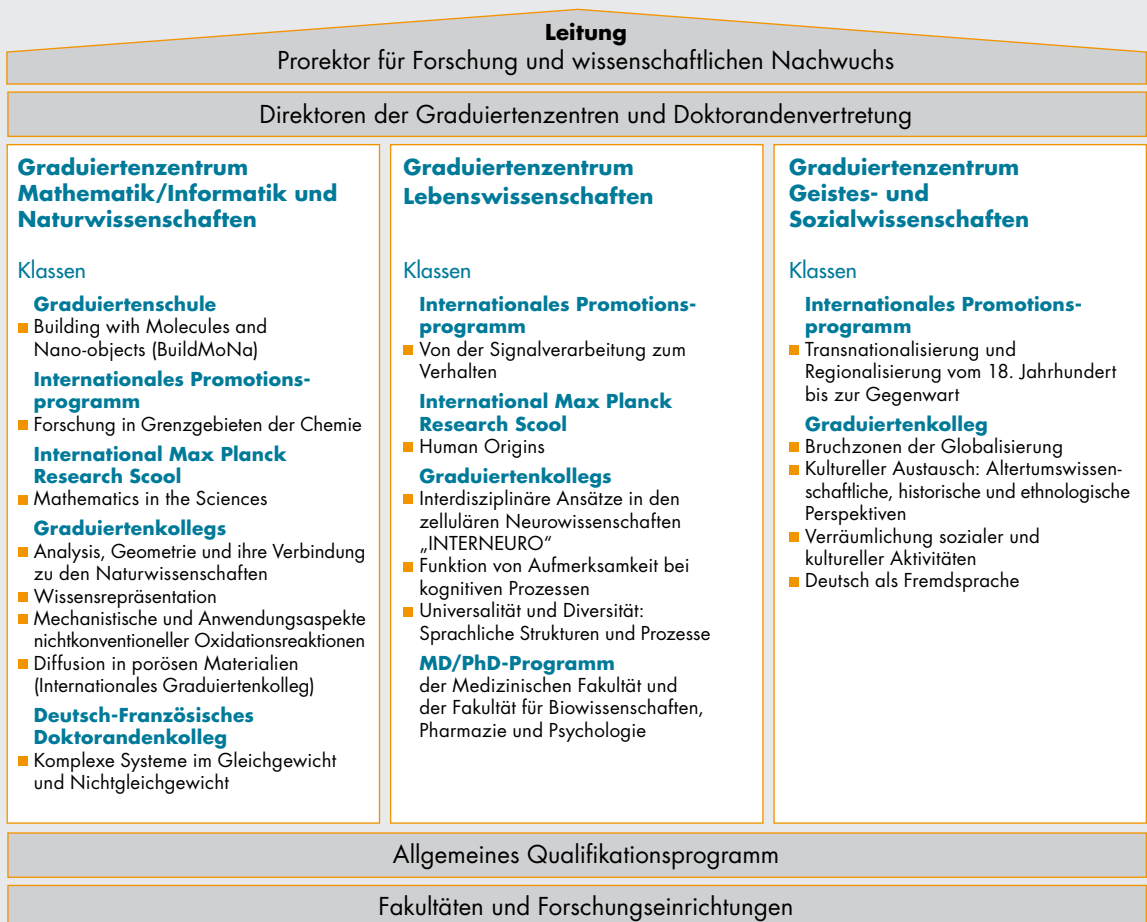 Leitung
Prorektor für Forschung und wissenschaftlichen Nachwuchs
Direktoren der Graduiertenzentren und Doktorandenvertretung
Graduiertenzentrum
Mathematik/Informatik und
Naturwissenschaften
Klassen
Graduiertenschule
Building with Molecules and
Nano-objects (BuildMoNa)
Internationales Promotions-
programm
Forschung in Grenzgebieten der Chemie
International Max Planck
Research Scool
Mathematics in the Sciences
Graduiertenkollegs
Analysis, Geometrie und ihre Verbindung
zu den Naturwissenschaften
Wissensrepräsentation
Mechanistische und Anwendungsaspekte
nichtkonventioneller Oxidationsreaktionen
Diffusion in porösen Materialien
(Internationales Graduiertenkolleg)
Deutsch-Französisches
Doktorandenkolleg
Komplexe Systeme im Gleichgewicht
und Nichtgleichgewicht
Graduiertenzentrum
Lebenswissenschaften
Klassen
Internationales Promotions-
programm
Von der Signalverarbeitung zum
Verhalten
International Max Planck
Research Scool
Human Origins
Graduiertenkollegs
Interdisziplinäre Ansätze in den
zellulären Neurowissenschaften
„INTERNEURO“
Funktion von Aufmerksamkeit bei
kognitiven Prozessen
Universalität und Diversität:
Sprachliche Strukturen und Prozesse
MD/PhD-Programm
der Medizinischen Fakultät und
der Fakultät für Biowissenschaften,
Pharmazie und Psychologie
Graduiertenzentrum
Geistes- und
Sozialwissenschaften
Klassen
Internationales Promotions-
programm
Transnationalisierung und
Regionalisierung vom 18. Jahrhundert
bis zur Gegenwart
Graduiertenkolleg
Bruchzonen der Globalisierung
Kultureller Austausch: Altertumswissen-
schaftliche, historische und ethnologische
Perspektiven
Verräumlichung sozialer und
kultureller Aktivitäten
Deutsch als Fremdsprache
Allgemeines Qualifikationsprogramm
Fakultäten und Forschungseinrichtungen